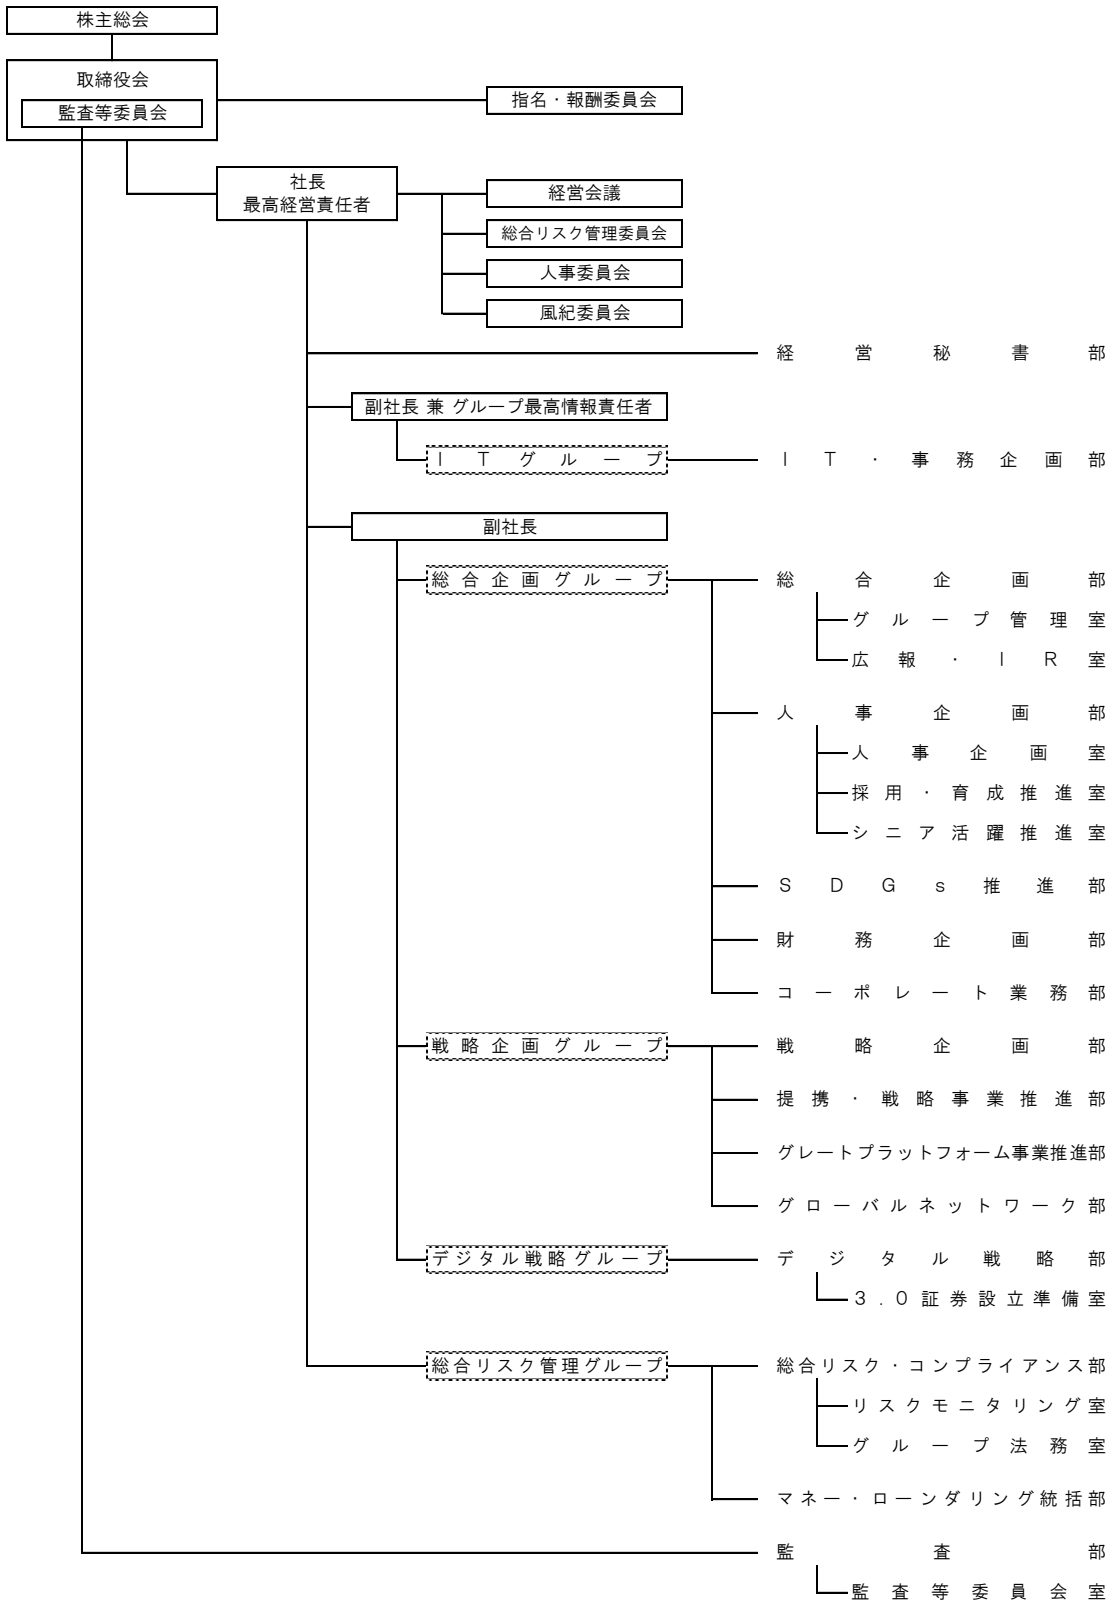 株主総会
取締役会
監査等委員会
指名・報酬委員会
社長
最高経営責任者
経営会議
総合リスク管理委員会
人事委員会
風紀委員会
経営秘書部
副社長 兼 グループ最高情報責任者
ITグループ
IT・事務企画部
副社長
総合企画グループ
総合企画部
グループ管理室
広報・IR室
人事企画部
人事企画室
採用・育成推進室
シニア活躍推進室
SDGs推進部
財務企画部
コーポレート業務部
戦略企画グループ
戦略企画部
提携・戦略事業推進部
グレートプラットフォーム事業推進部
グローバルネットワーク部
デジタル戦略グループ
デジタル戦略部
3.0証券設立準備室
総合リスク管理グループ
総合リスク・コンプライアンス部
リスクモニタリング室
グループ法務室
マネー・ローンダリング統括部
監査部
監査等委員会室